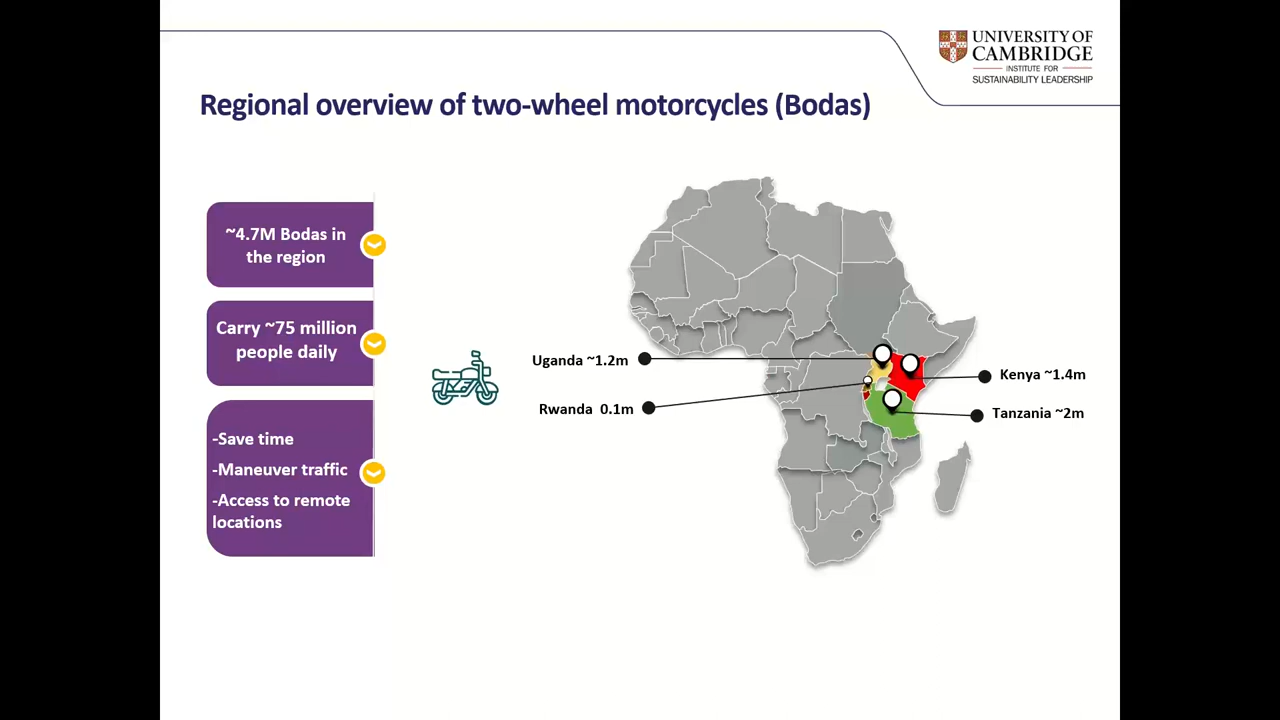 UNIVERSITY OF
CAMBRIDGE
INSTITUTE FOR
SUSTAINABILITY LEADERSHIP
Regional overview of two-wheel motorcycles (Bodas)
~4.7M Bodas in
the region
Carry ~75 million
people daily
-Save time
-Maneuver traffic
-Access to remote
locations
Uganda ~1.2m
Rwanda 0.1m
Kenya ~1.4m
Tanzania ~2m